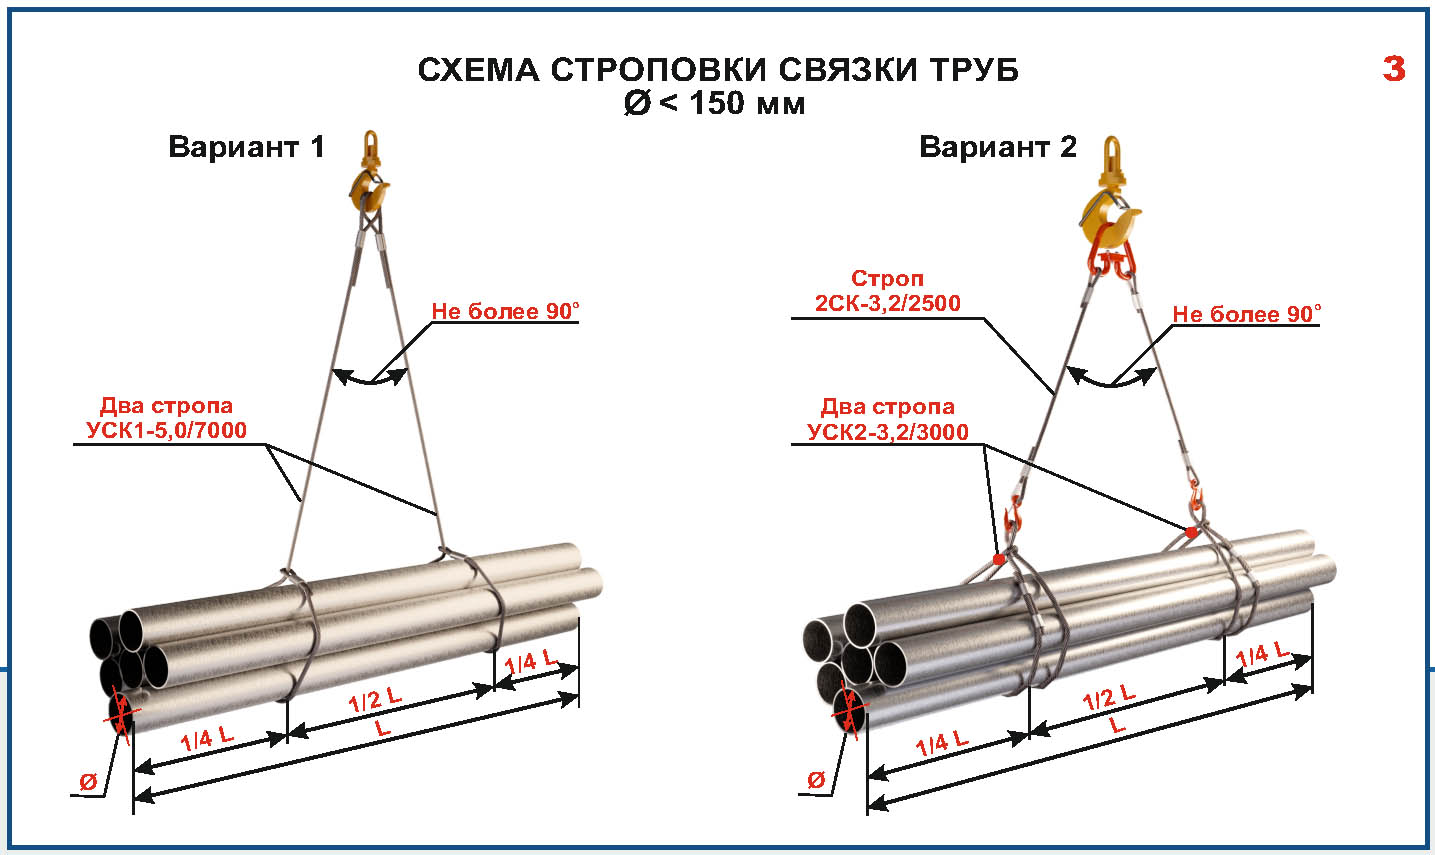 СХЕМА СТРОПОВКИ СВЯЗКИ ТРУБ
Ø < 150 мм
3
Вариант 1
Не более 90°
Два стропа
УСК1-5,0/7000
1/4 L
1/2 L
1/4 L
L
Ø
Вариант 2
Строп
2СК-3,2/2500
Не более 90°
Два стропа
УСК2-3,2/3000
1/4 L
1/2 L
1/4 L
L
Ø